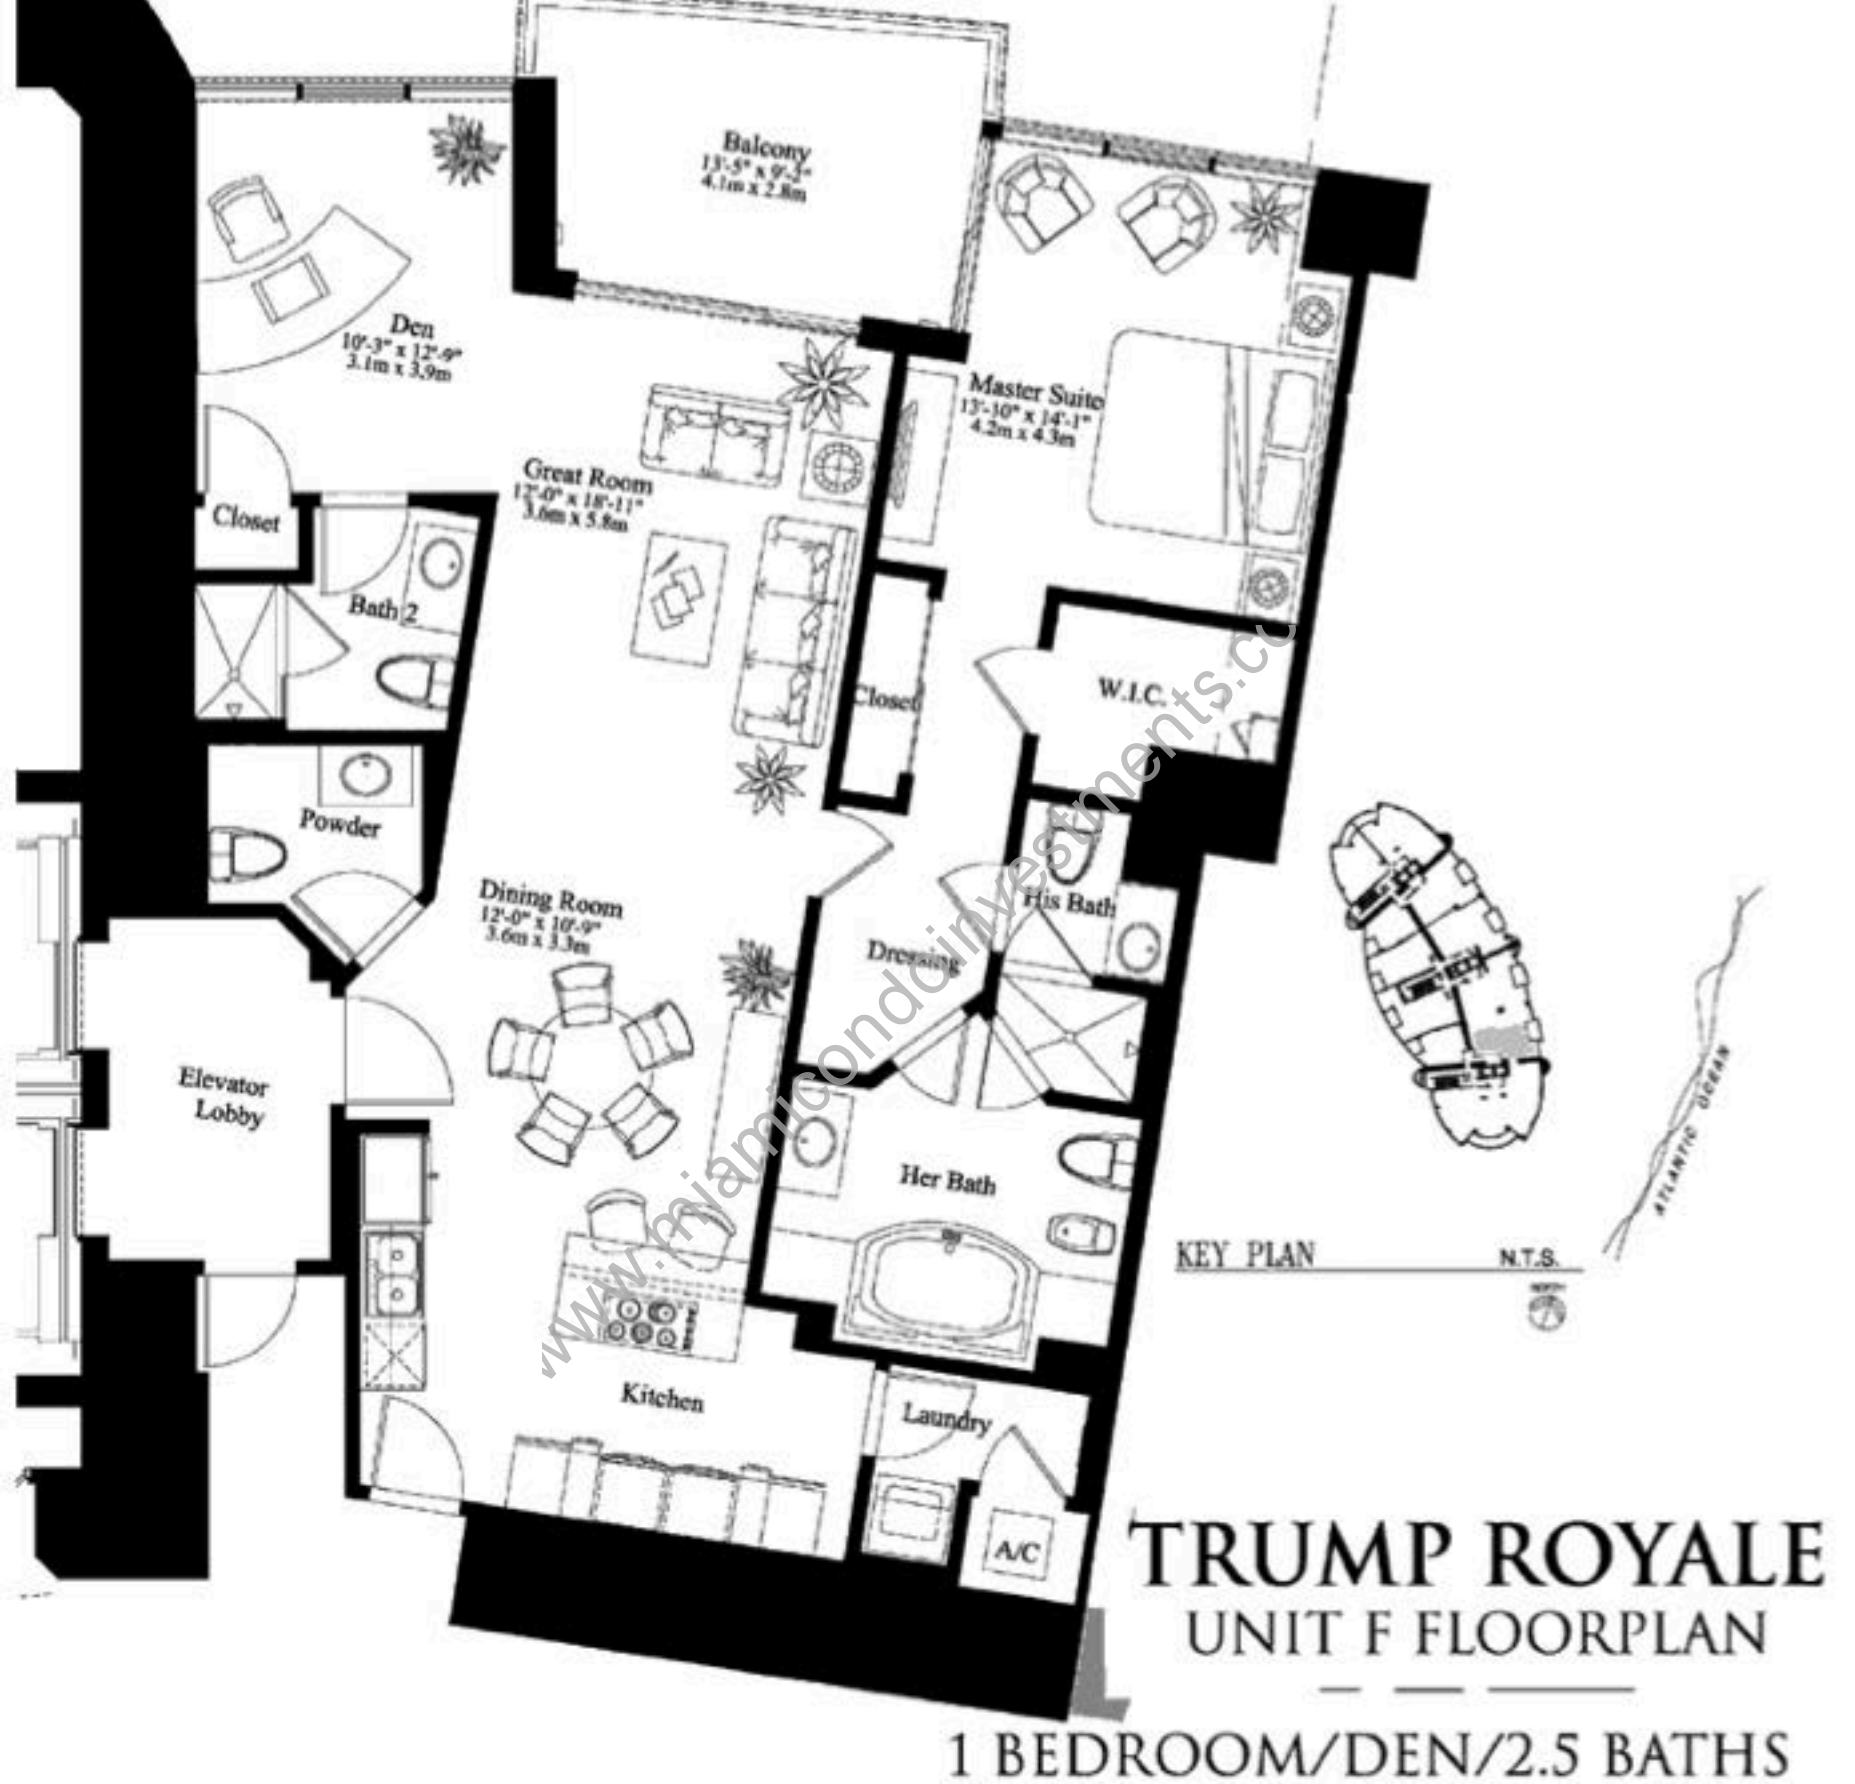 Balcony
13'-5" x 9'-2"
4.1m x 2.8m
Den
10'-3" x 12'-9"
3.1m x 3.9m
Master Suite
13'-10" x 14'-1"
4.2m x 4.3m
Great Room
12'-0" x 18'-11"
3.6m x 5.8m
Closet
Bath 2
Closet
W.I.C.
Powder
Dining Room
12'-0" x 10'-9"
3.6m x 3.3m
His Bath
Dressing
Elevator
Lobby
Her Bath
Kitchen
Laundry
A/C
www.miamicondoinvestments.co
ATLANTIC OCEAN
KEY PLAN
N.T.S.
NORTH
TRUMP ROYALE
UNIT F FLOORPLAN
1 BEDROOM/DEN/2.5 BATHS